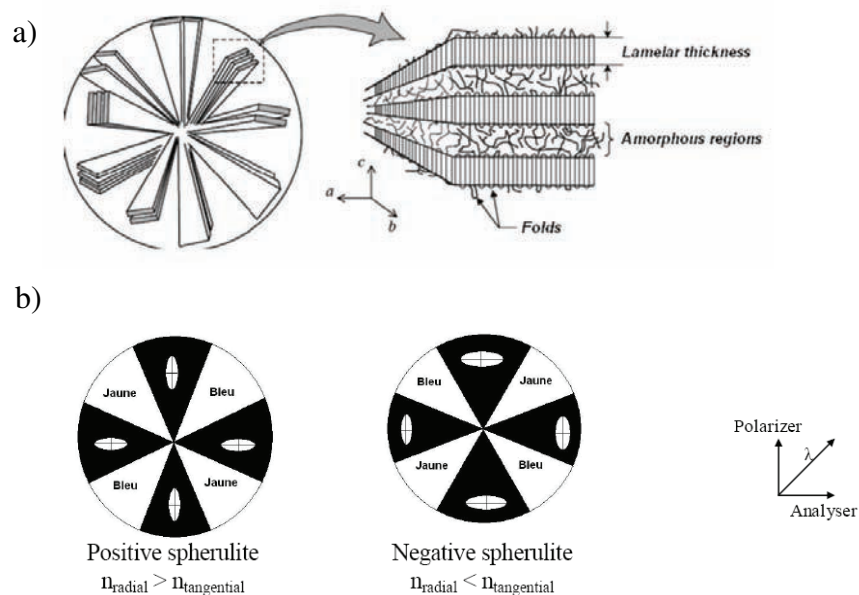 a)
Lamelar thickness
Amorphous regions
c
a
b
Folds
b)
Jaune
Bleu
Bleu
Jaune
Bleu
Jaune
Jaune
Bleu
Polarizer
λ
Analyser
Positive spherulite
n_radial > n_tangential
Negative spherulite
n_radial < n_tangential